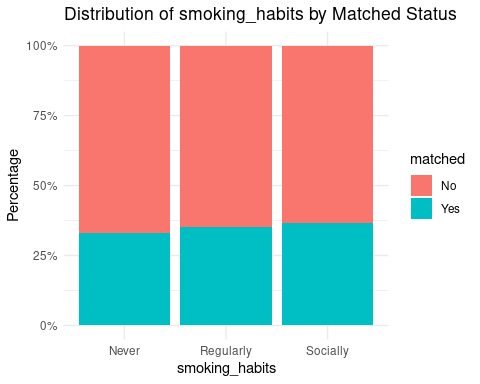 Distribution of smoking_habits by Matched Status
Percentage
100%
75%
50%
25%
0%
Never
Regularly
Socially
smoking_habits
matched
No
Yes